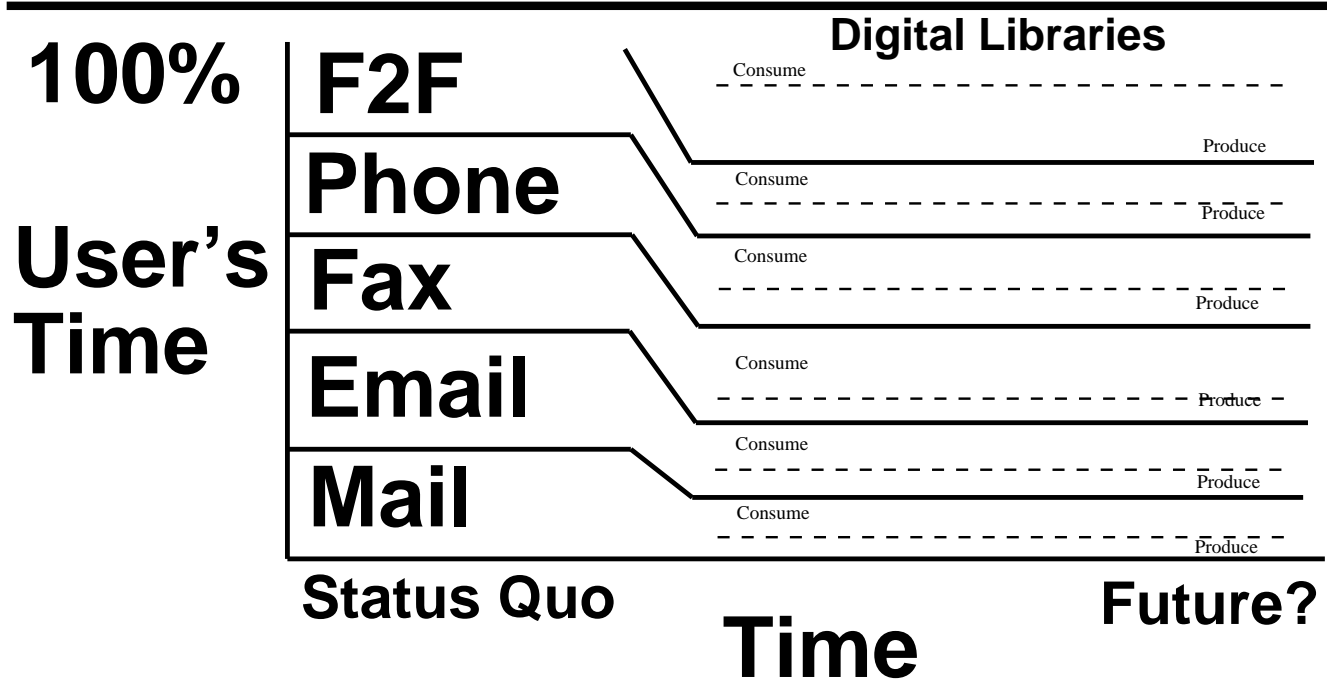 Digital Libraries
100%
F2F
Consume
Produce
Phone
Consume
Produce
User's
Time
Fax
Consume
Produce
Email
Consume
Produce
Mail
Consume
Produce
Consume
Produce
Status Quo
Future?
Time